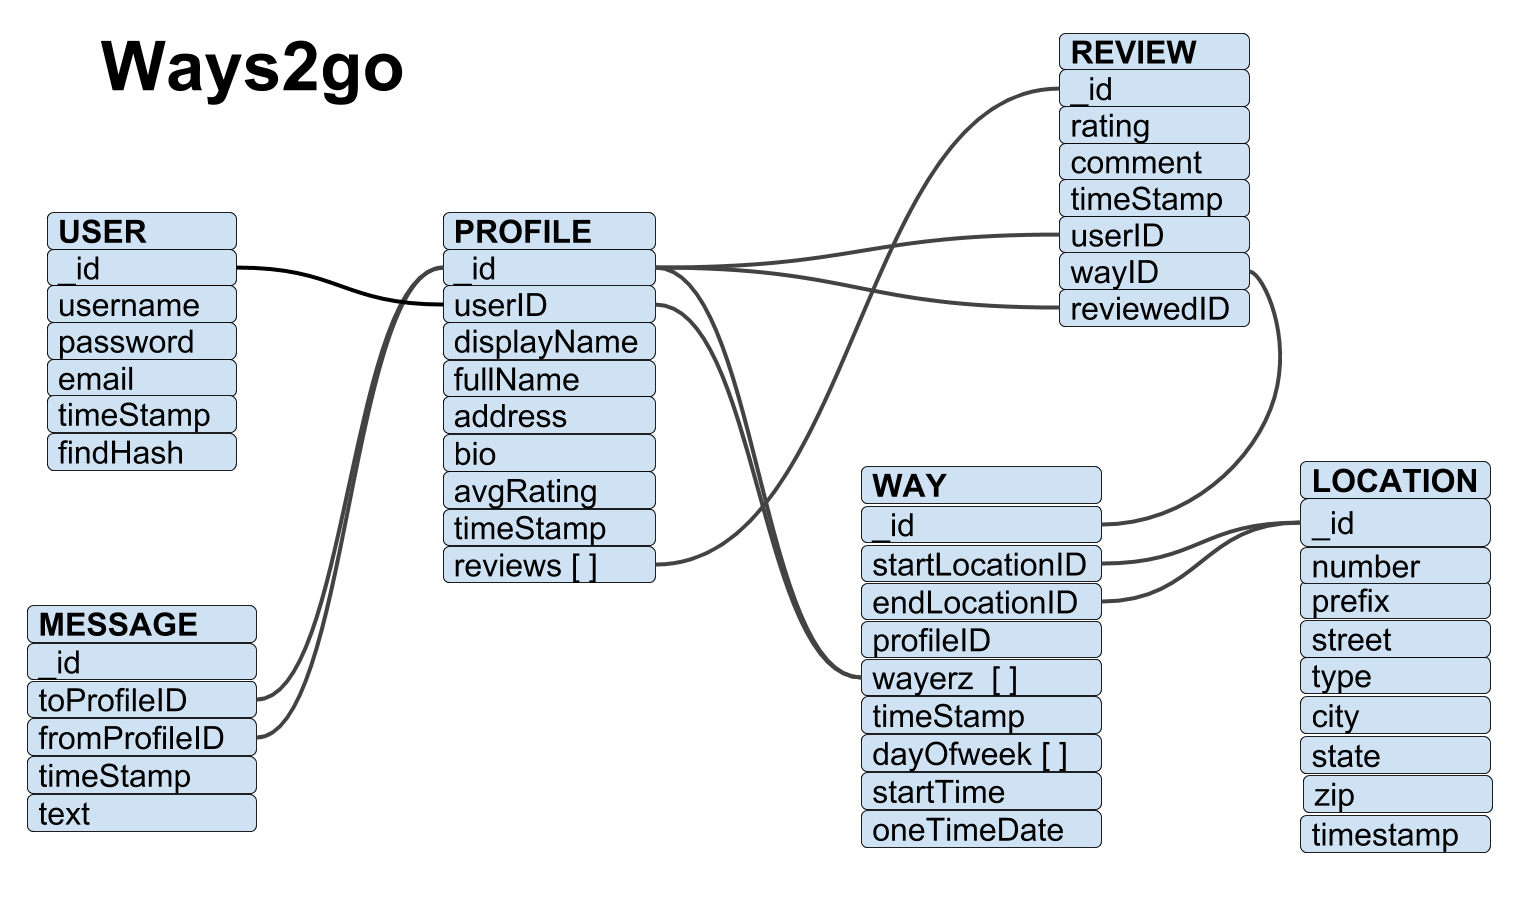 Ways2go
USER
_id
username
password
email
timeStamp
findHash
MESSAGE
_id
toProfileID
fromProfileID
timeStamp
text
PROFILE
_id
userID
displayName
fullName
address
bio
avgRating
timeStamp
reviews [ ]
REVIEW
_id
rating
comment
timeStamp
userID
wayID
reviewedID
WAY
_id
startLocationID
endLocationID
profileID
wayerz [ ]
timeStamp
dayOfweek [ ]
startTime
oneTimeDate
LOCATION
_id
number
prefix
street
type
city
state
zip
timestamp